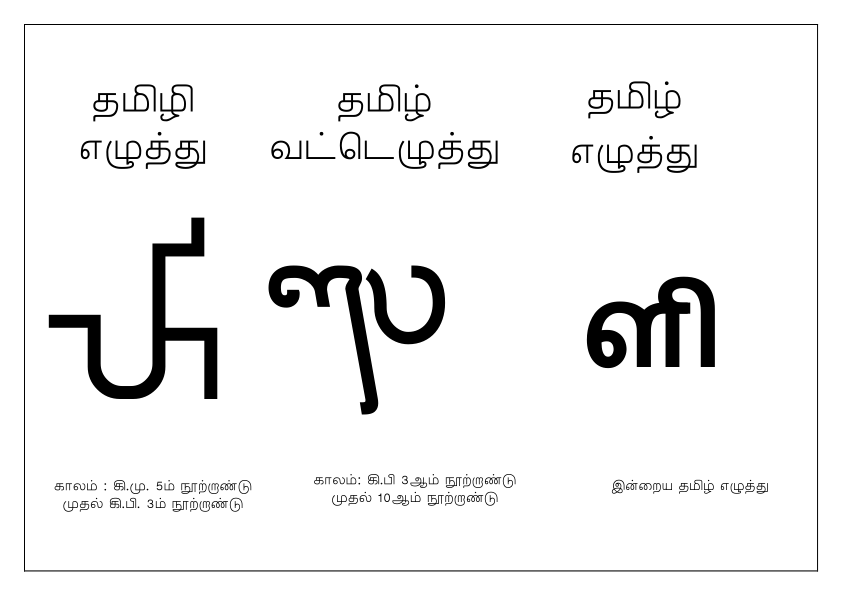 தமிழி
எழுத்து
தமிழ்
வட்டெழுத்து
தமிழ்
எழுத்து
𑀴𑀺
ளி
காலம் : கி.மு. 5ம் நூற்றாண்டு
முதல் கி.பி. 3ம் நூற்றாண்டு
காலம்: கி.பி 3ஆம் நூற்றாண்டு
முதல் 10ஆம் நூற்றாண்டு
இன்றைய தமிழ் எழுத்து